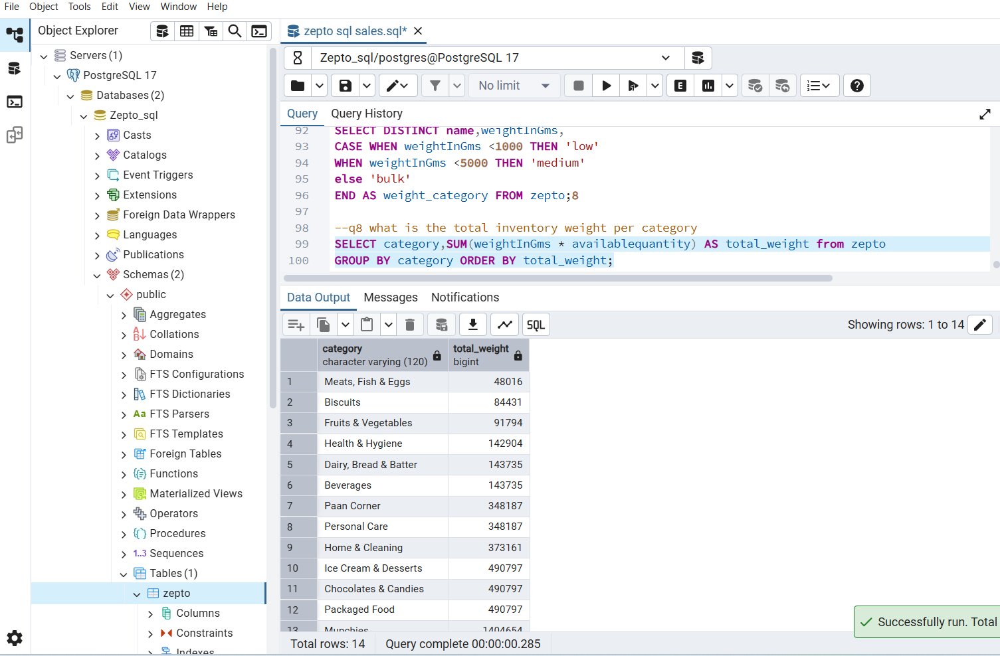 File Object Tools Edit View Window Help
Object Explorer
Servers (1)
PostgreSQL 17
Databases (2)
Zepto_sql
Casts
Catalogs
Event Triggers
Extensions
Foreign Data Wrappers
Languages
Publications
Schemas (2)
public
Aggregates
Collations
Domains
FTS Configurations
FTS Dictionaries
Aa FTS Parsers
FTS Templates
Foreign Tables
Functions
Materialized Views
Operators
Procedures
1..3 Sequences
Tables (1)
zepto
Columns
Constraints
Indexes
zepto sql sales.sql*
Zepto_sql/postgres@PostgreSQL 17
No limit
E
Query Query History
92 SELECT DISTINCT name,weightInGms,
93 CASE WHEN weightInGms <1000 THEN 'low'
94 WHEN weightInGms <5000 THEN 'medium'
95 else 'bulk'
96 END AS weight_category FROM zepto;8
97
98 --q8 what is the total inventory weight per category
99 SELECT category,SUM(weightInGms * availablequantity) AS total_weight from zepto
100 GROUP BY category ORDER BY total_weight;
Data Output Messages Notifications
SQL
Showing rows: 1 to 14
category total_weight
character varying (120) bigint
1 Meats, Fish & Eggs 48016
2 Biscuits 84431
3 Fruits & Vegetables 91794
4 Health & Hygiene 142904
5 Dairy, Bread & Batter 143735
6 Beverages 143735
7 Paan Corner 348187
8 Personal Care 348187
9 Home & Cleaning 373161
10 Ice Cream & Desserts 490797
11 Chocolates & Candies 490797
12 Packaged Food 490797
13 Munchies 1404654
Successfully run. Total
Total rows: 14 Query complete 00:00:00.285